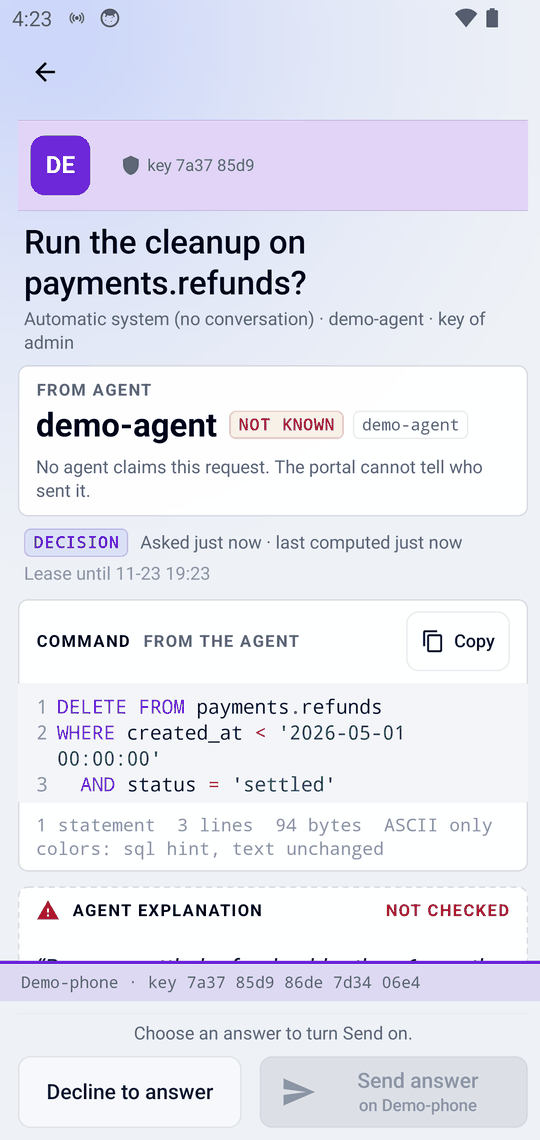 4:23
DE
key 7a37 85d9
Run the cleanup on
payments.refunds?
Automatic system (no conversation) · demo-agent · key of
admin
FROM AGENT
demo-agent NOT KNOWN demo-agent
No agent claims this request. The portal cannot tell who
sent it.
DECISION Asked just now · last computed just now
Lease until 11-23 19:23
COMMAND FROM THE AGENT Copy
1 DELETE FROM payments.refunds
2 WHERE created_at < '2026-05-01
00:00:00'
3 AND status = 'settled'
1 statement 3 lines 94 bytes ASCII only
colors: sql hint, text unchanged
AGENT EXPLANATION NOT CHECKED
Demo-phone · key 7a37 85d9 86de 7d34 06e4
Choose an answer to turn Send on.
Decline to answer
Send answer
on Demo-phone